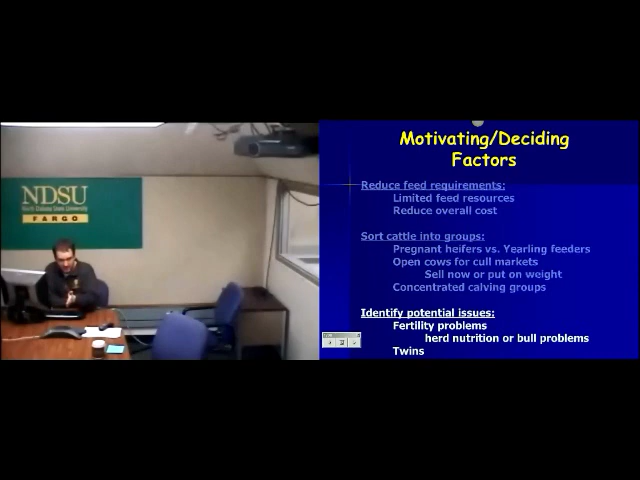 NDSU
North Dakota State University
FARGO
Motivating/Deciding
Factors
Reduce feed requirements:
Limited feed resources
Reduce overall cost
Sort cattle into groups:
Pregnant heifers vs. Yearling feeders
Open cows for cull markets
Sell now or put on weight
Concentrated calving groups
Identify potential issues:
Fertility problems
herd nutrition or bull problems
Twins